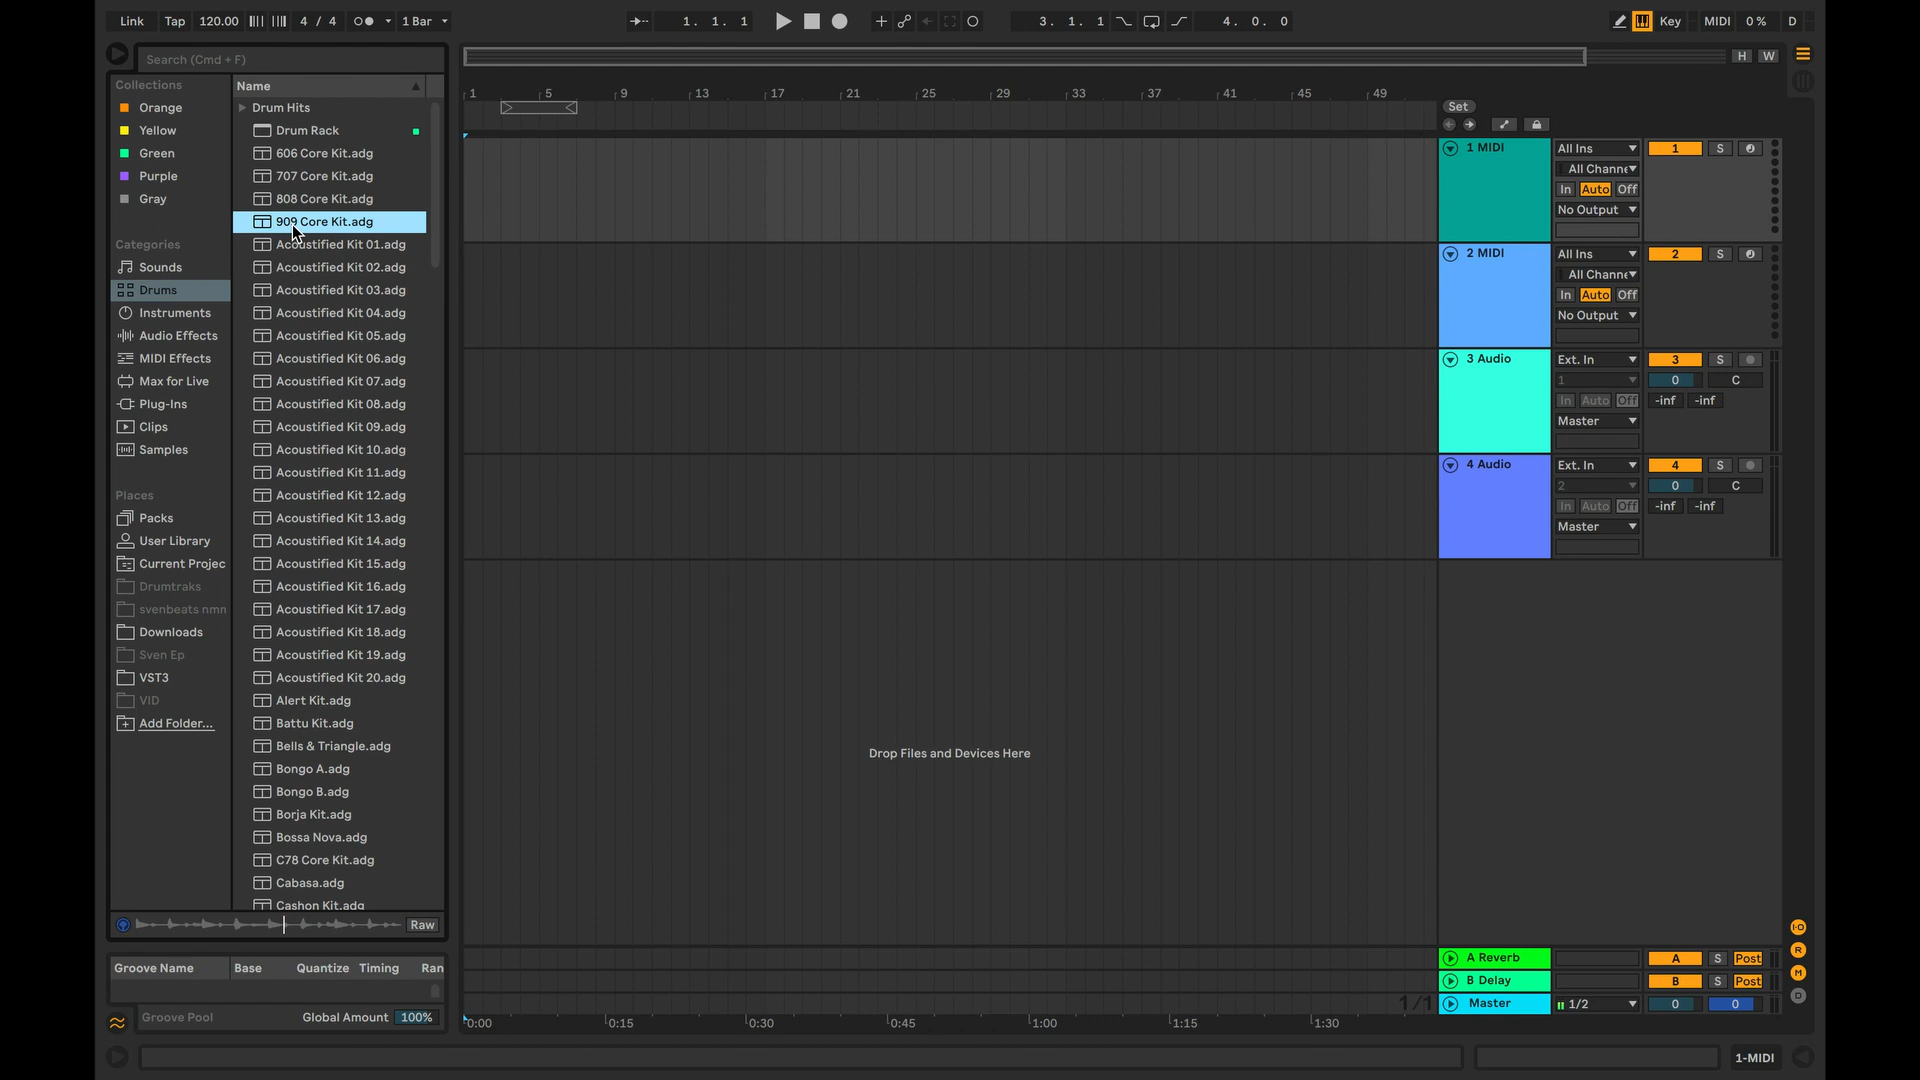 Link Tap 120.00 4 / 4 1 Bar 1. 1. 1 3. 1. 1 4. 0. 0 Key MIDI 0 % D
Search (Cmd + F)
H W
Collections
Orange
Yellow
Green
Purple
Gray
Categories
Sounds
Drums
Instruments
Audio Effects
MIDI Effects
Max for Live
Plug-Ins
Clips
Samples
Places
Packs
User Library
Current Projec
Drumtraks
svenbeats nmn
Downloads
Sven Ep
VST3
VID
Add Folder...
Name
Drum Hits
Drum Rack
606 Core Kit.adg
707 Core Kit.adg
808 Core Kit.adg
909 Core Kit.adg
Acoustified Kit 01.adg
Acoustified Kit 02.adg
Acoustified Kit 03.adg
Acoustified Kit 04.adg
Acoustified Kit 05.adg
Acoustified Kit 06.adg
Acoustified Kit 07.adg
Acoustified Kit 08.adg
Acoustified Kit 09.adg
Acoustified Kit 10.adg
Acoustified Kit 11.adg
Acoustified Kit 12.adg
Acoustified Kit 13.adg
Acoustified Kit 14.adg
Acoustified Kit 15.adg
Acoustified Kit 16.adg
Acoustified Kit 17.adg
Acoustified Kit 18.adg
Acoustified Kit 19.adg
Acoustified Kit 20.adg
Alert Kit.adg
Battu Kit.adg
Bells & Triangle.adg
Bongo A.adg
Bongo B.adg
Borja Kit.adg
Bossa Nova.adg
C78 Core Kit.adg
Cabasa.adg
Cashon Kit.adg
Raw
Groove Name Base Quantize Timing Ran
Groove Pool Global Amount 100%
1 5 9 13 17 21 25 29 33 37 41 45 49
Set
1 MIDI All Ins 1 S
All Channe
In Auto Off
No Output
2 MIDI All Ins 2 S
All Channe
In Auto Off
No Output
3 Audio Ext. In 3 S
1 0 C
In Auto Off -inf -inf
Master
4 Audio Ext. In 4 S
2 0 C
In Auto Off -inf -inf
Master
Drop Files and Devices Here
A Reverb A S Post
B Delay B S Post
1/1 Master 1/2 0 0
0:00 0:15 0:30 0:45 1:00 1:15 1:30
I·O
R
M
D
1-MIDI